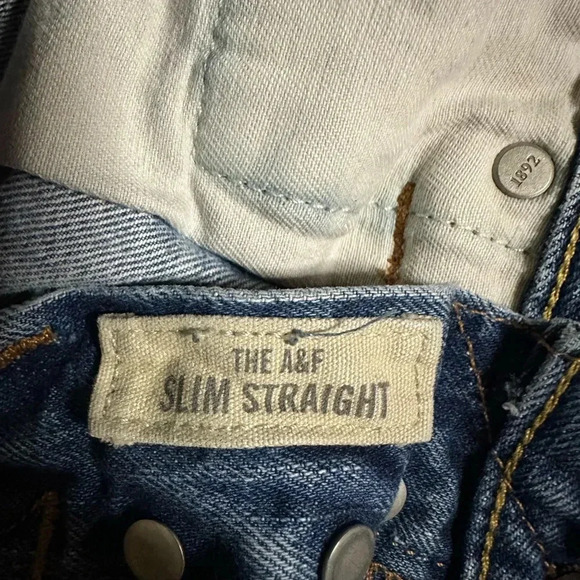 1892
THE A&F
SLIM STRAIGHT